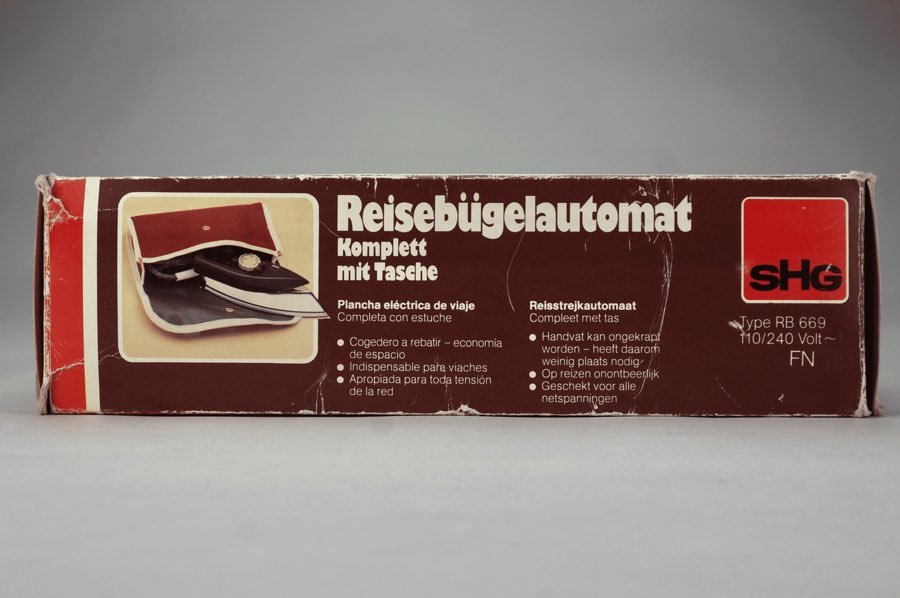 Reisebügelautomat
Komplett
mit Tasche
Plancha eléctrica de viaje
Completa con estuche
● Cogedero a rebatir – economia
de espacio
● Indispensable para viaches
● Apropiada para toda tensión
de la red
Reisstrejkautomaat
Compleet met tas
● Handvat kan ongekrapt
worden – heeft daarom
weinig plaats nodig
● Op reizen onontbeerlijk
● Geschekt voor alle
netspanningen
SHG
Type RB 669
110/240 Volt ~
FN